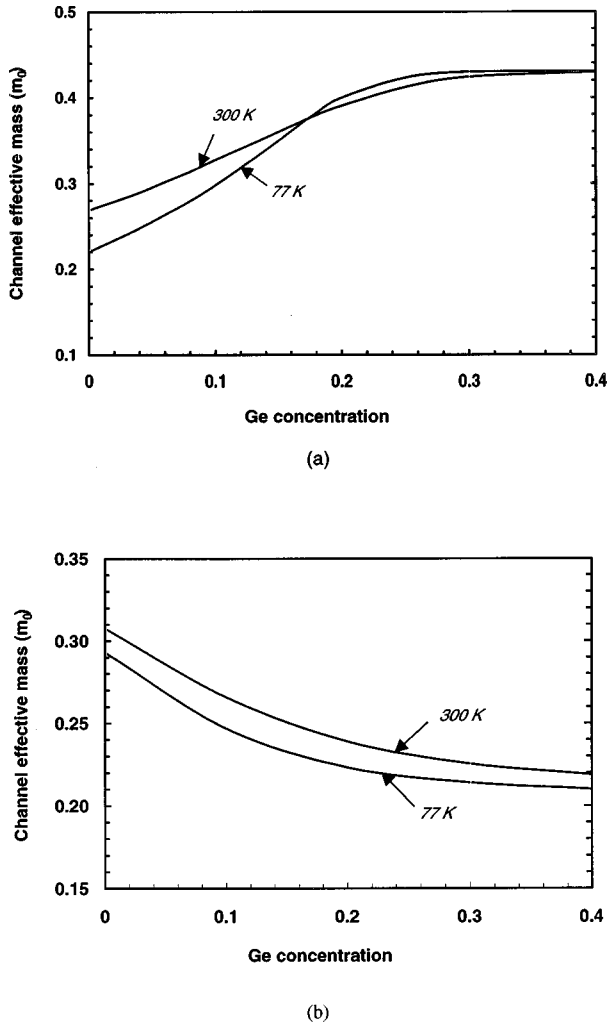 Channel effective mass (m0)
0.5
0.4
0.3
0.2
0.1
300 K
77 K
0
0.1
0.2
0.3
0.4
Ge concentration
(a)
Channel effective mass (m0)
0.35
0.30
0.25
0.20
0.15
300 K
77 K
0
0.1
0.2
0.3
0.4
Ge concentration
(b)